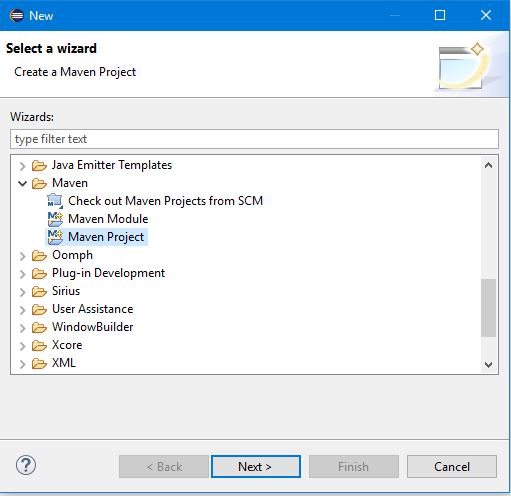 New
Select a wizard
Create a Maven Project
Wizards:
type filter text
Java Emitter Templates
Maven
Check out Maven Projects from SCM
Maven Module
Maven Project
Oomph
Plug-in Development
Sirius
User Assistance
WindowBuilder
Xcore
XML
?
< Back
Next >
Finish
Cancel